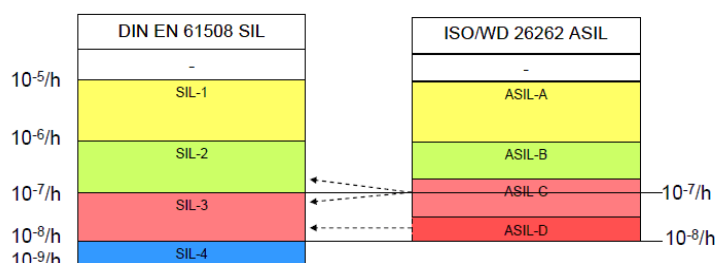 DIN EN 61508 SIL
ISO/WD 26262 ASIL
-
-
10-5/h
SIL-1
ASIL-A
10-6/h
SIL-2
ASIL-B
10-7/h
SIL-3
ASIL-C
10-7/h
10-8/h
ASIL-D
10-8/h
SIL-4
10-9/h